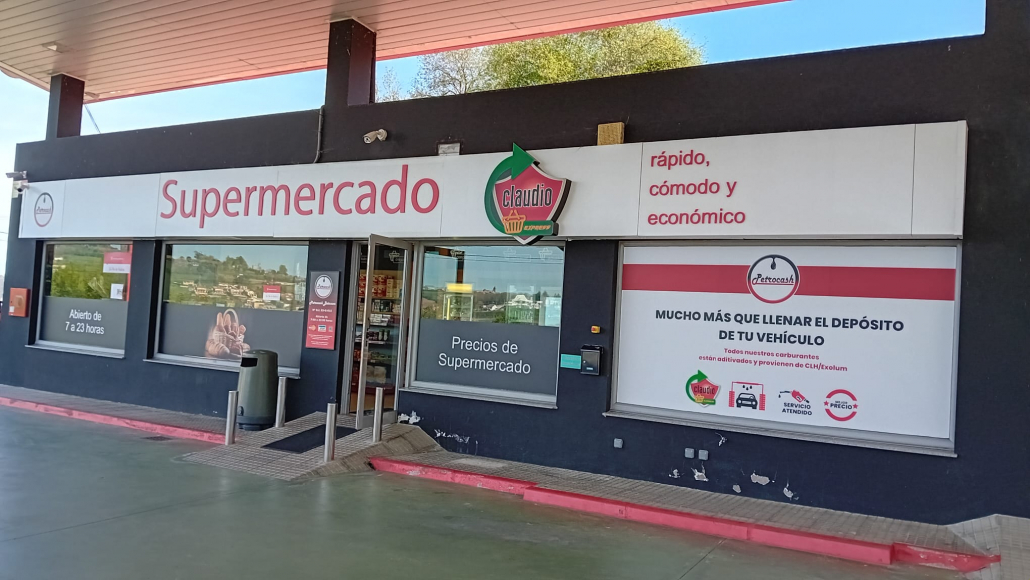 Supermercado
claudio
EXPRESS
rápido,
cómodo y
económico
Abierto de
7 a 23 horas
Precios de
Supermercado
Petrocash
MUCHO MÁS QUE LLENAR EL DEPÓSITO
DE TU VEHÍCULO
Todos nuestros carburantes
están aditivados y provienen de CLH/Exolum
claudio
SERVICIO
ATENDIDO
MEJOR
PRECIO